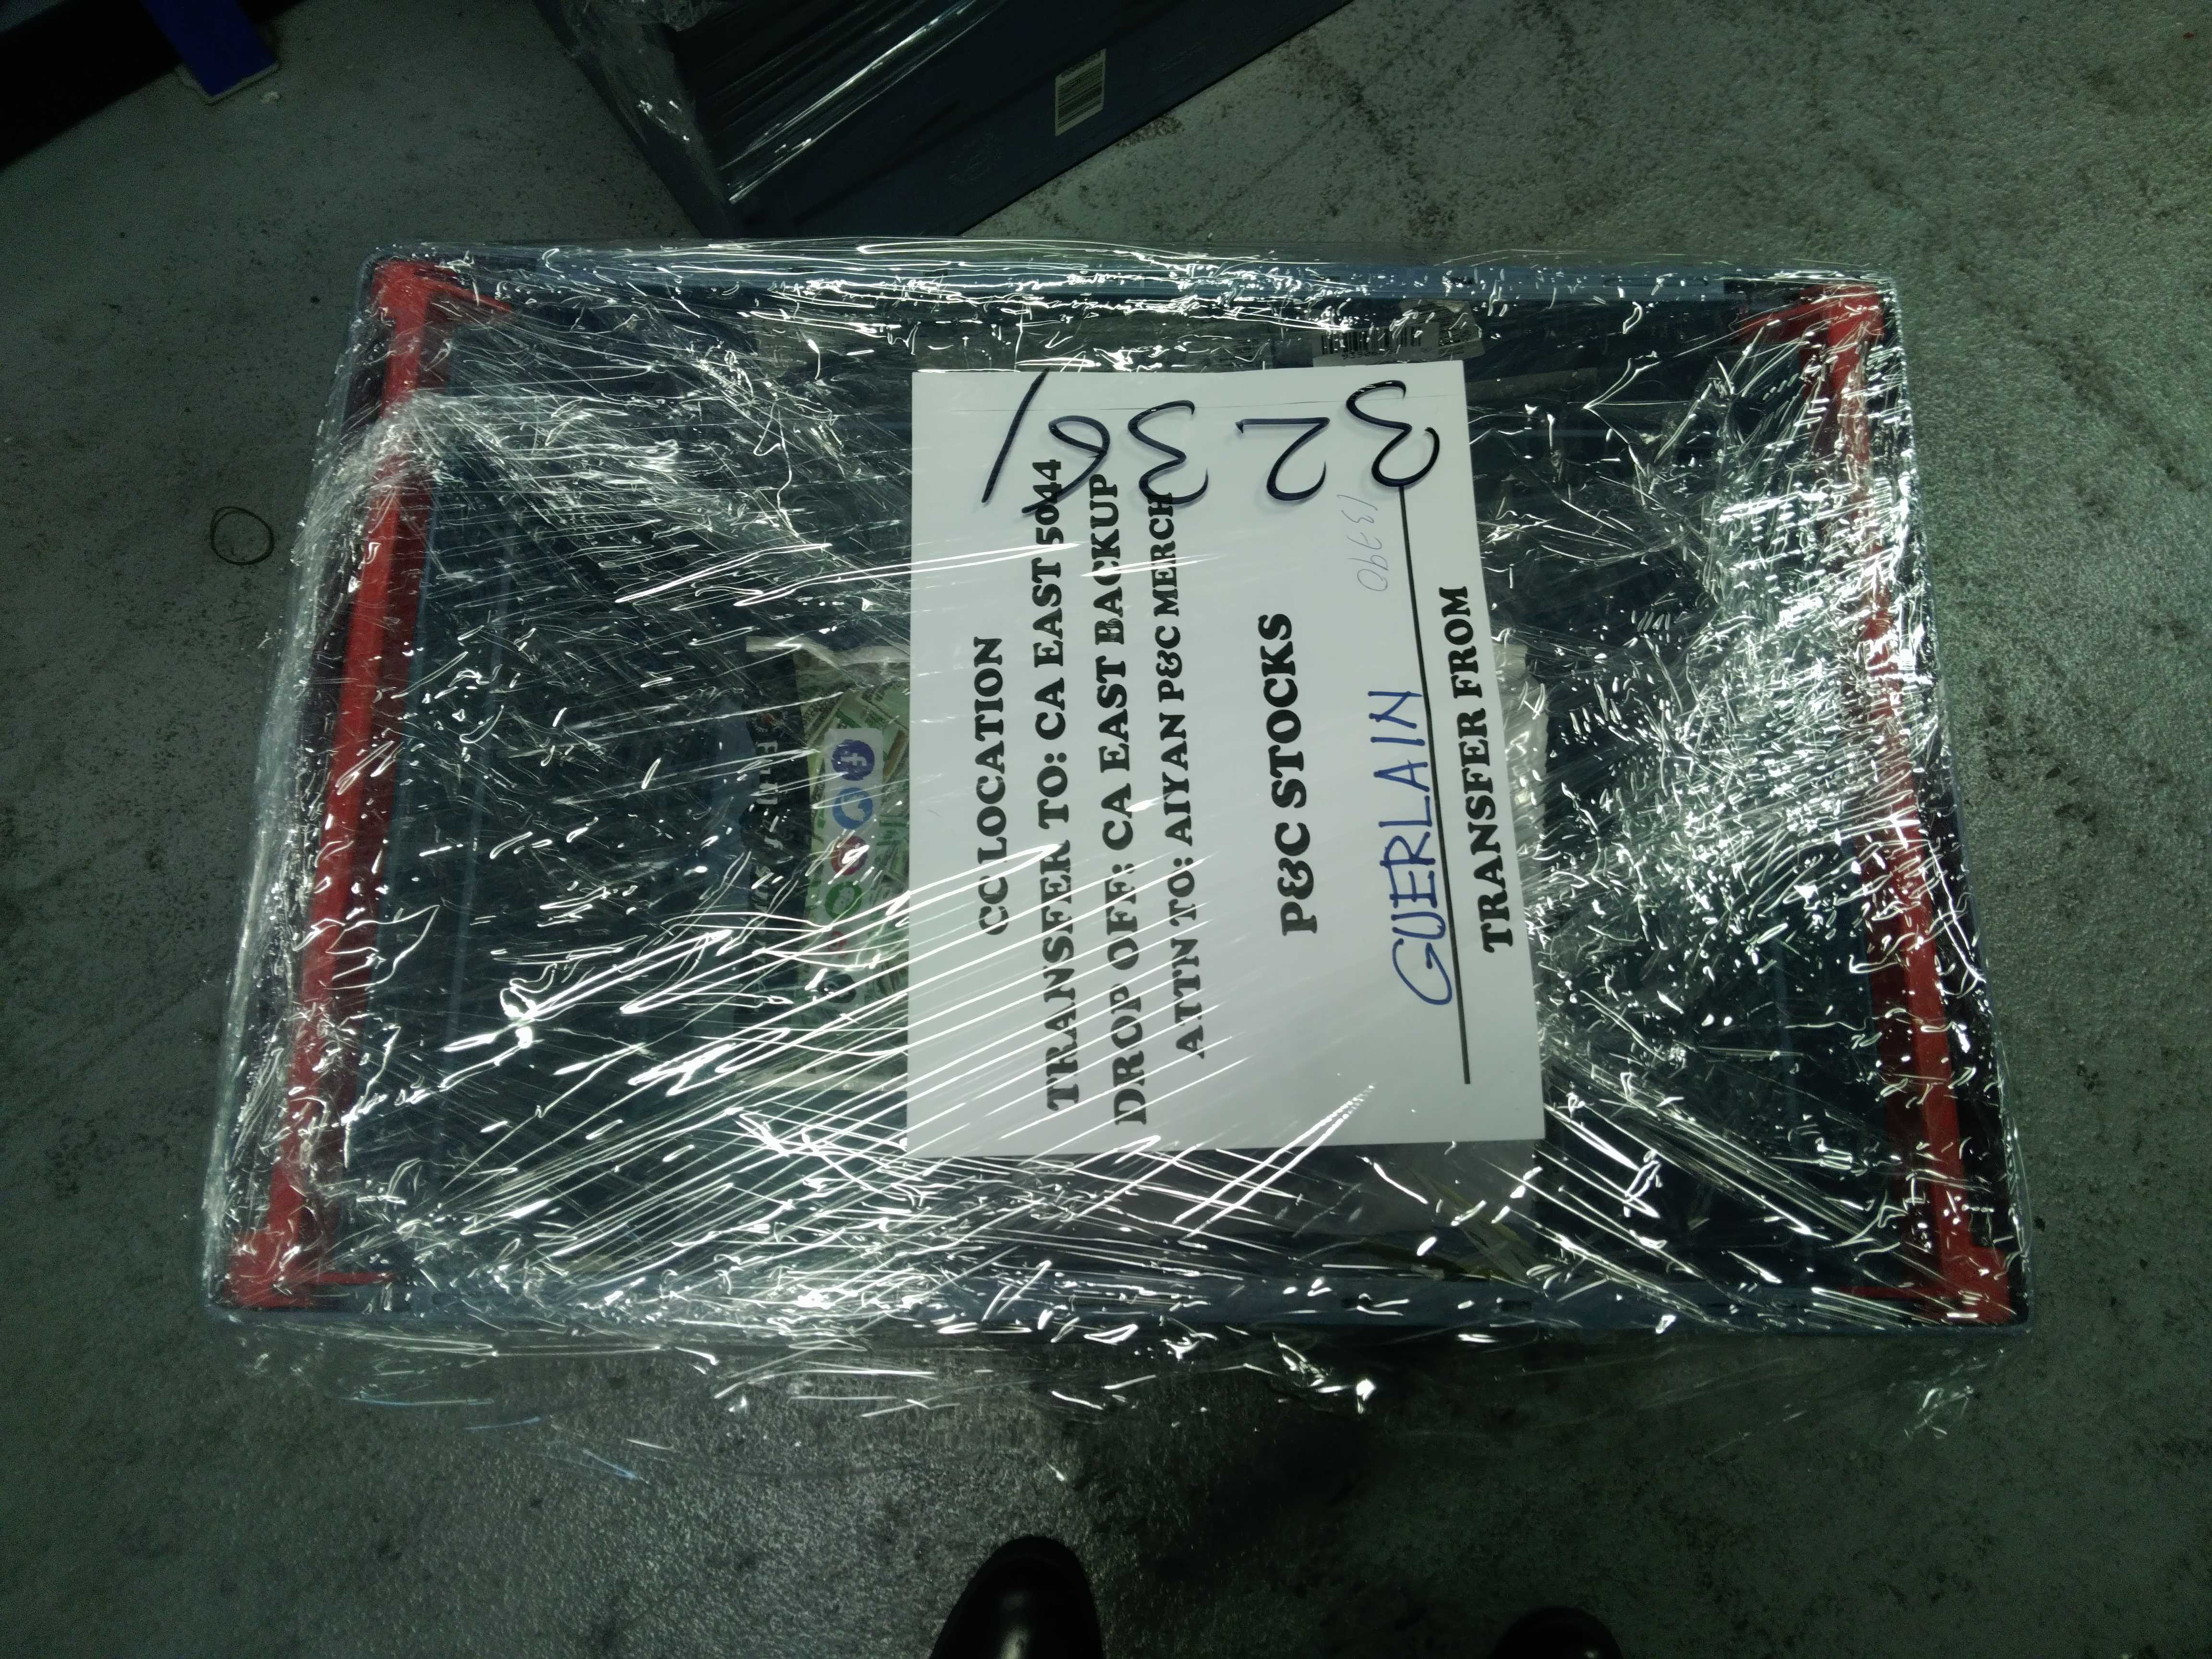 CC LOCATION
TRANSFER TO: CA EAST 5044
DROP OFF: CA EAST BACKUP
ATTN TO: AIYAN P&C MERCH
P&C STOCKS
GUERLAIN
TRANSFER FROM
32361
13790